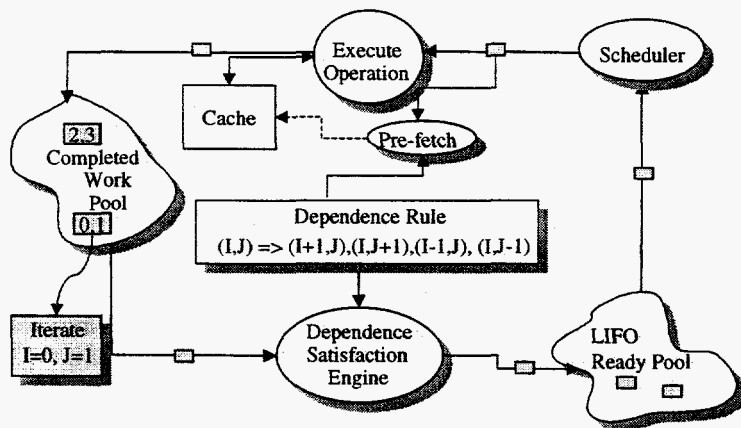 Execute
Operation
Scheduler
Cache
Pre-fetch
2,3
Completed
Work
Pool
0,1
Dependence Rule
(I,J) => (I+1,J),(I,J+1),(I-1,J), (I,J-1)
Iterate
I=0, J=1
Dependence
Satisfaction
Engine
LIFO
Ready Pool